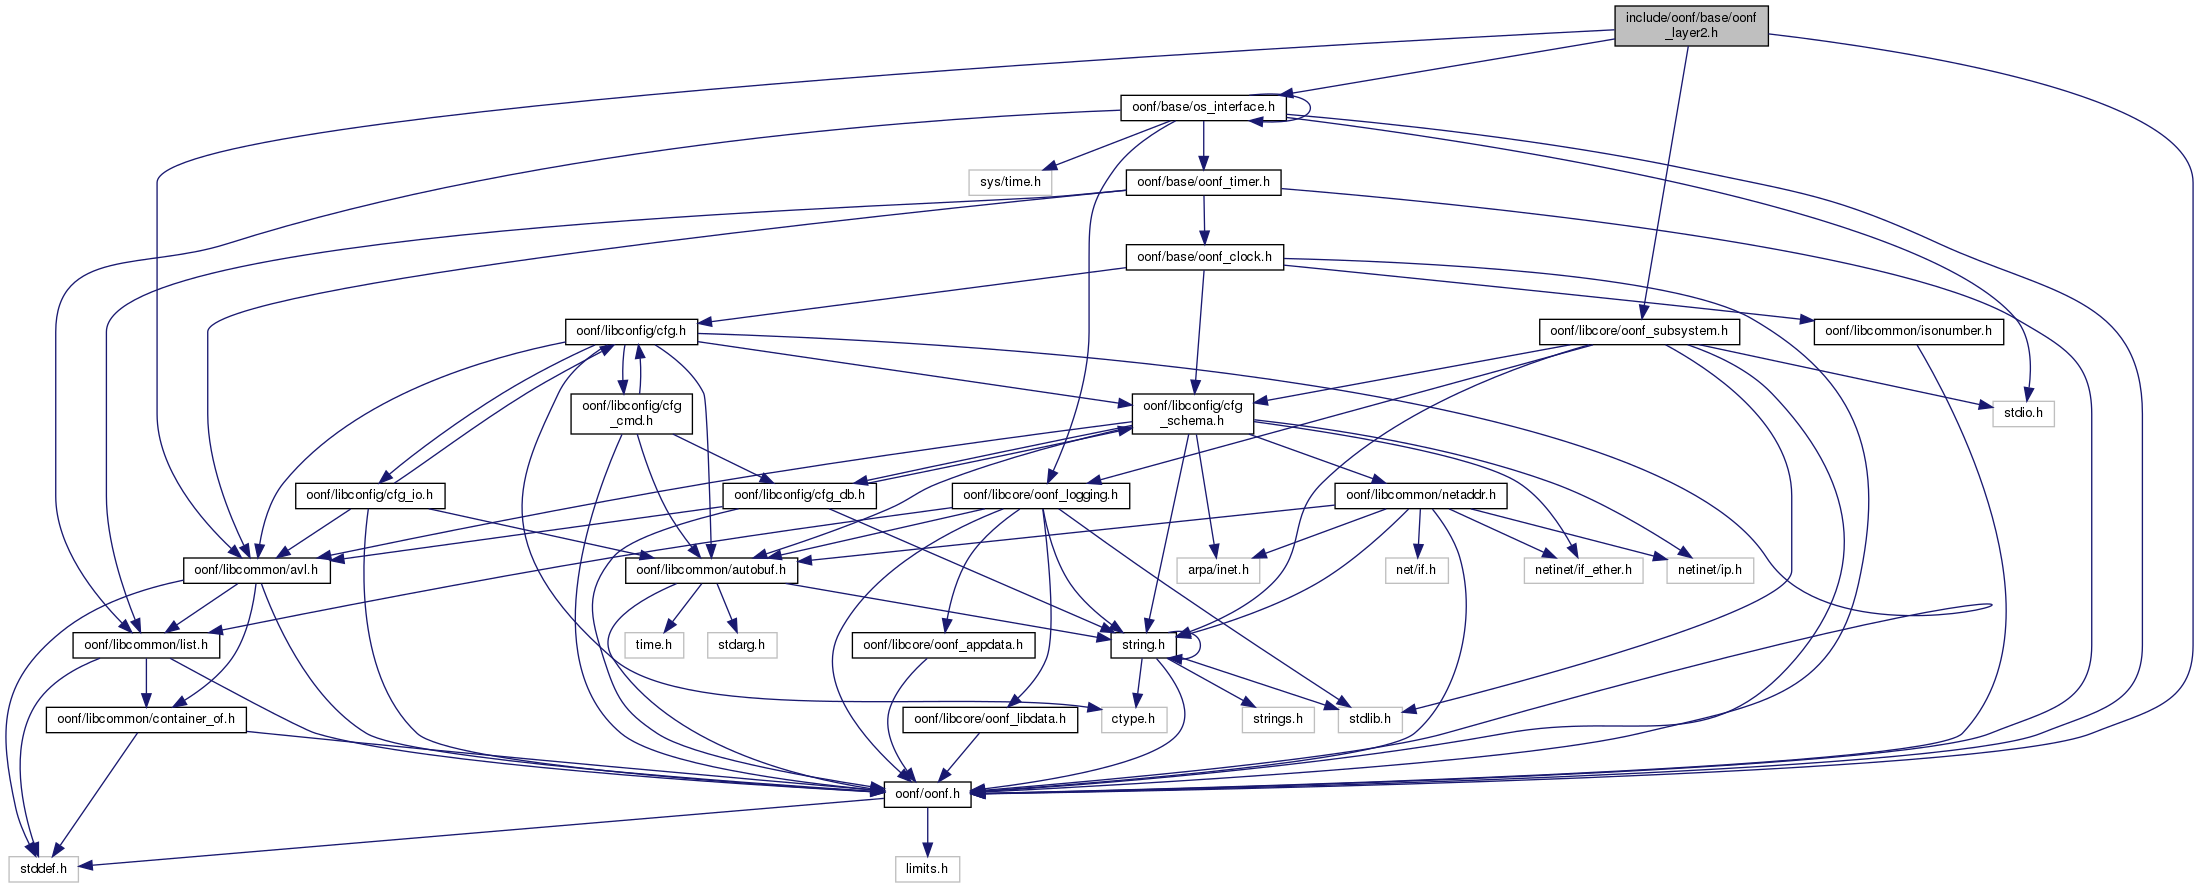 include/oonf/base/oonf
_layer2.h
oonf/base/os_interface.h
sys/time.h
oonf/base/oonf_timer.h
oonf/base/oonf_clock.h
oonf/libconfig/cfg.h
oonf/libcore/oonf_subsystem.h
oonf/libcommon/isonumber.h
oonf/libconfig/cfg
_cmd.h
oonf/libconfig/cfg
_schema.h
stdio.h
oonf/libconfig/cfg_io.h
oonf/libconfig/cfg_db.h
oonf/libcore/oonf_logging.h
oonf/libcommon/netaddr.h
oonf/libcommon/avl.h
oonf/libcommon/autobuf.h
arpa/inet.h
net/if.h
netinet/if_ether.h
netinet/ip.h
oonf/libcommon/list.h
time.h
stdarg.h
oonf/libcore/oonf_appdata.h
string.h
oonf/libcommon/container_of.h
oonf/libcore/oonf_libdata.h
ctype.h
strings.h
stdlib.h
oonf/oonf.h
stddef.h
limits.h